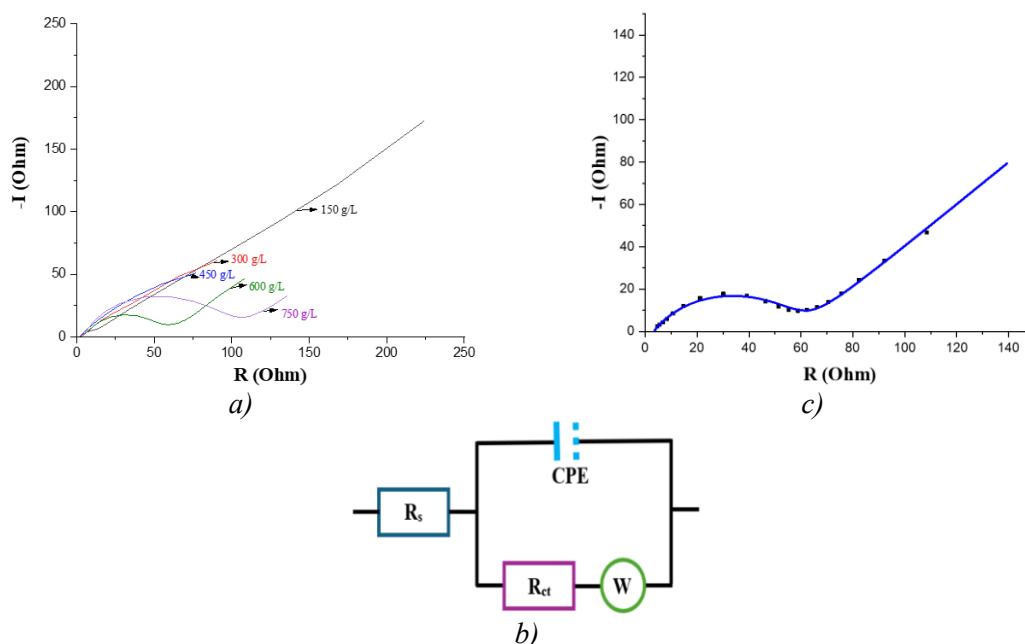 250
200
150
100
50
0
-I (Ohm)
150 g/L
300 g/L
450 g/L
600 g/L
750 g/L
0 50 100 150 200 250
R (Ohm)
a)
140
120
100
80
60
40
20
0
-I (Ohm)
0 20 40 60 80 100 120 140
R (Ohm)
c)
CPE
Rs
Rct
W
b)